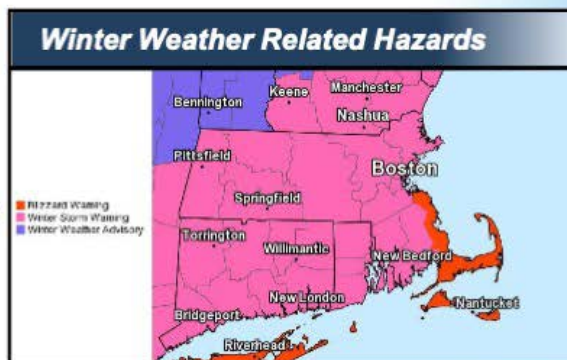 Winter Weather Related Hazards
Keene
Manchester
Bennington
Nashua
Pittsfield
Boston
Springfield
Blizzard Warning
Winter Storm Warning
Winter Weather Advisory
Torrington
Willimantic
New Bedford
New London
Nantucket
Bridgeport
Riverhead